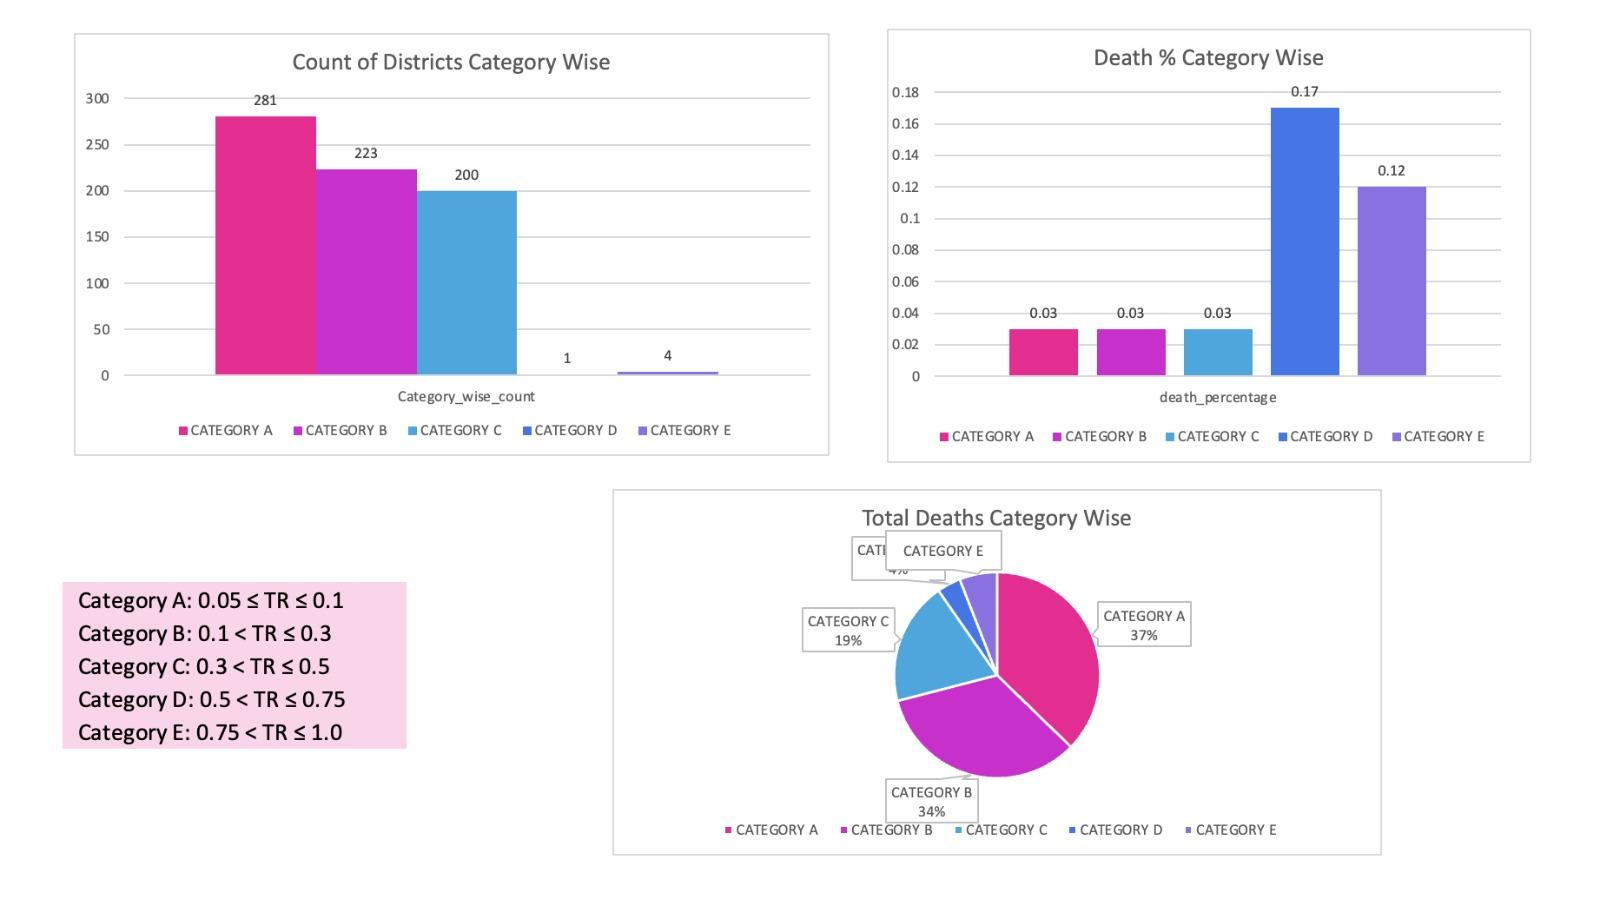 Count of Districts Category Wise
300
250
200
150
100
50
0
281
223
200
1
4
Category_wise_count
CATEGORY A CATEGORY B CATEGORY C CATEGORY D CATEGORY E
Death % Category Wise
0.18
0.16
0.14
0.12
0.1
0.08
0.06
0.04
0.02
0
0.03
0.03
0.03
0.17
0.12
death_percentage
CATEGORY A CATEGORY B CATEGORY C CATEGORY D CATEGORY E
Category A: 0.05 ≤ TR ≤ 0.1
Category B: 0.1 < TR ≤ 0.3
Category C: 0.3 < TR ≤ 0.5
Category D: 0.5 < TR ≤ 0.75
Category E: 0.75 < TR ≤ 1.0
Total Deaths Category Wise
CATEGORY E
4%
CATEGORY A
37%
CATEGORY C
19%
CATEGORY B
34%
CATEGORY A CATEGORY B CATEGORY C CATEGORY D CATEGORY E